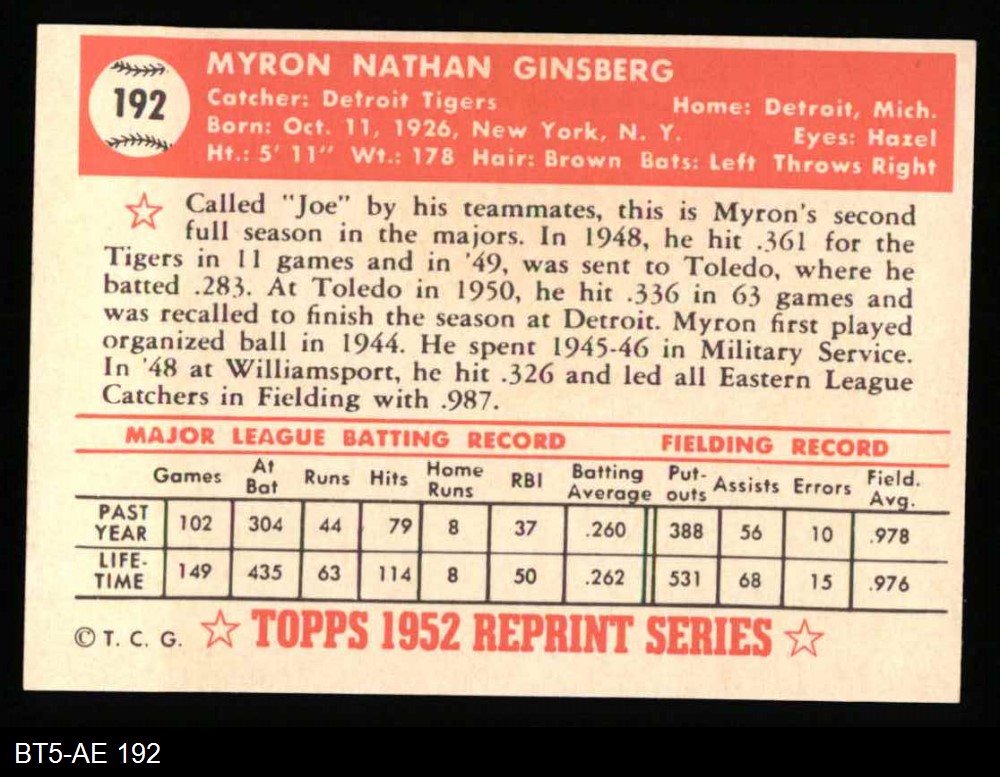 192
MYRON NATHAN GINSBERG
Catcher: Detroit Tigers Home: Detroit, Mich.
Born: Oct. 11, 1926, New York, N. Y. Eyes: Hazel
Ht.: 5' 11" Wt.: 178 Hair: Brown Bats: Left Throws Right
Called "Joe" by his teammates, this is Myron's second
full season in the majors. In 1948, he hit .361 for the
Tigers in 11 games and in '49, was sent to Toledo, where he
batted .283. At Toledo in 1950, he hit .336 in 63 games and
was recalled to finish the season at Detroit. Myron first played
organized ball in 1944. He spent 1945-46 in Military Service.
In '48 at Williamsport, he hit .326 and led all Eastern League
Catchers in Fielding with .987.
MAJOR LEAGUE BATTING RECORD FIELDING RECORD
Games At Bat Runs Hits Home Runs RBI Batting Average Put-outs Assists Errors Field. Avg.
PAST YEAR 102 304 44 79 8 37 .260 388 56 10 .978
LIFE-TIME 149 435 63 114 8 50 .262 531 68 15 .976
© T. C. G. TOPPS 1952 REPRINT SERIES
BT5-AE 192